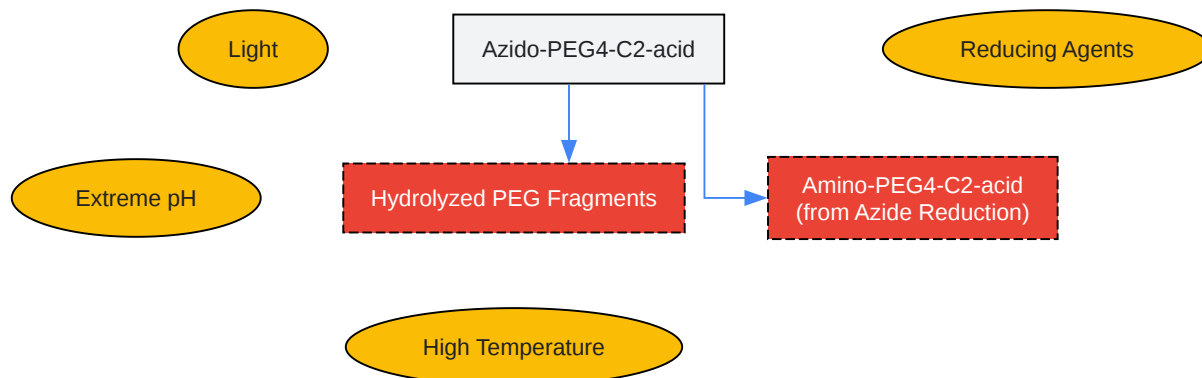 Light
Azido-PEG4-C2-acid
Reducing Agents
Extreme pH
Hydrolyzed PEG Fragments
Amino-PEG4-C2-acid
(from Azide Reduction)
High Temperature